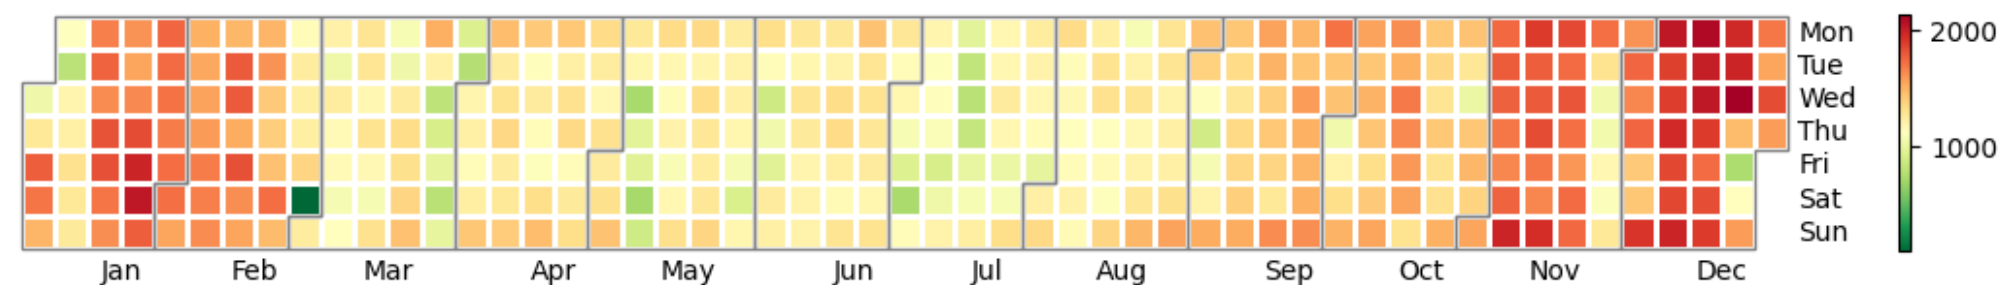 Mon
Tue
Wed
Thu
Fri
Sat
Sun
2000
1000
Jan Feb Mar Apr May Jun Jul Aug Sep Oct Nov Dec